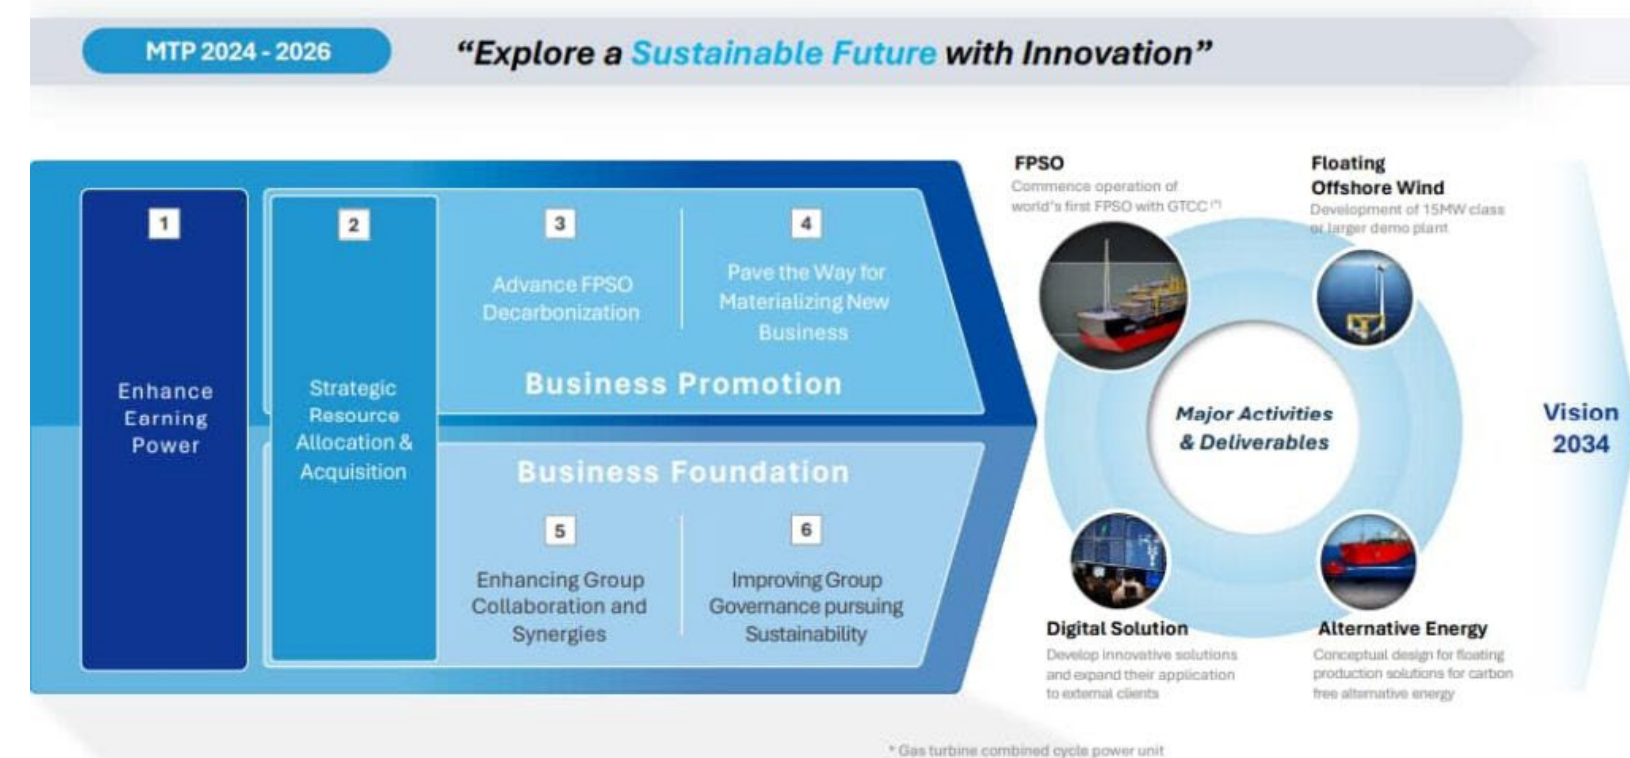 MTP 2024 - 2026
“Explore a Sustainable Future with Innovation”
1
Enhance
Earning
Power
2
Strategic
Resource
Allocation &
Acquisition
3
Advance FPSO
Decarbonization
4
Pave the Way for
Materializing New
Business
Business Promotion
Business Foundation
5
Enhancing Group
Collaboration and
Synergies
6
Improving Group
Governance pursuing
Sustainability
FPSO
Commence operation of
world's first FPSO with GTCC (*)
Floating
Offshore Wind
Development of 15MW class
or larger demo plant
Major Activities
& Deliverables
Digital Solution
Develop innovative solutions
and expand their application
to external clients
Alternative Energy
Conceptual design for floating
production solutions for carbon
free alternative energy
Vision
2034
* Gas turbine combined cycle power unit